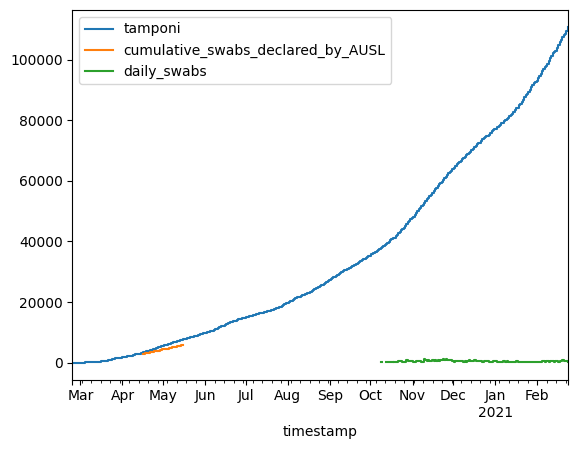 tamponi
cumulative_swabs_declared_by_AUSL
daily_swabs
100000
80000
60000
40000
20000
0
Mar Apr May Jun Jul Aug Sep Oct Nov Dec Jan Feb
2021
timestamp